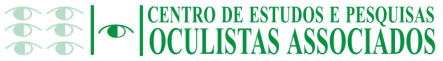 CENTRO DE ESTUDOS E PESQUISAS
OCULISTAS ASSOCIADOS